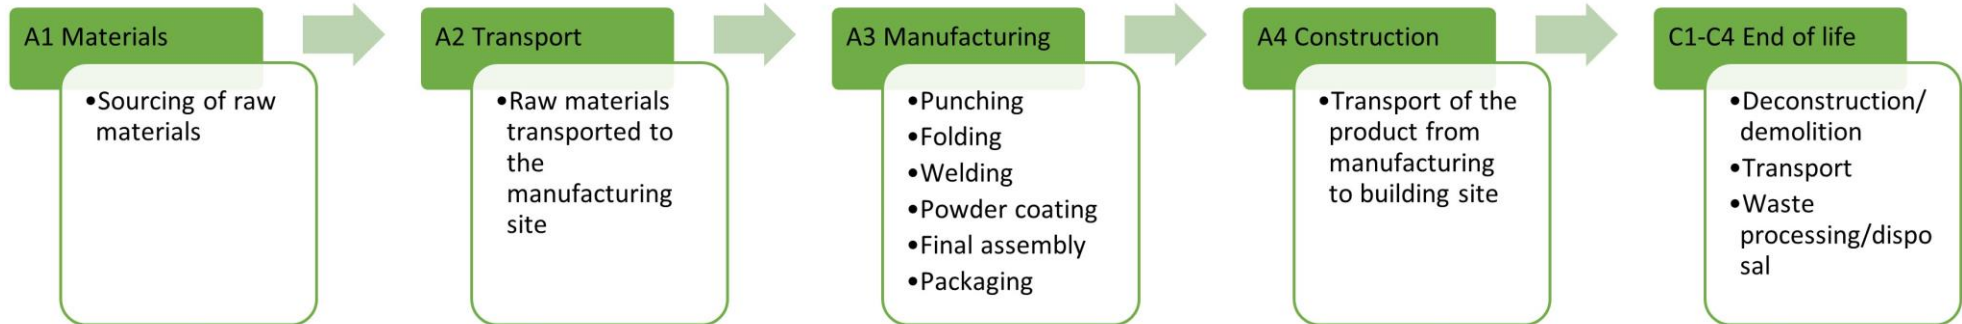 A1 Materials
•Sourcing of raw
materials
A2 Transport
•Raw materials
transported to
the
manufacturing
site
A3 Manufacturing
•Punching
•Folding
•Welding
•Powder coating
•Final assembly
•Packaging
A4 Construction
•Transport of the
product from
manufacturing
to building site
C1-C4 End of life
•Deconstruction/
demolition
•Transport
•Waste
processing/dispo
sal